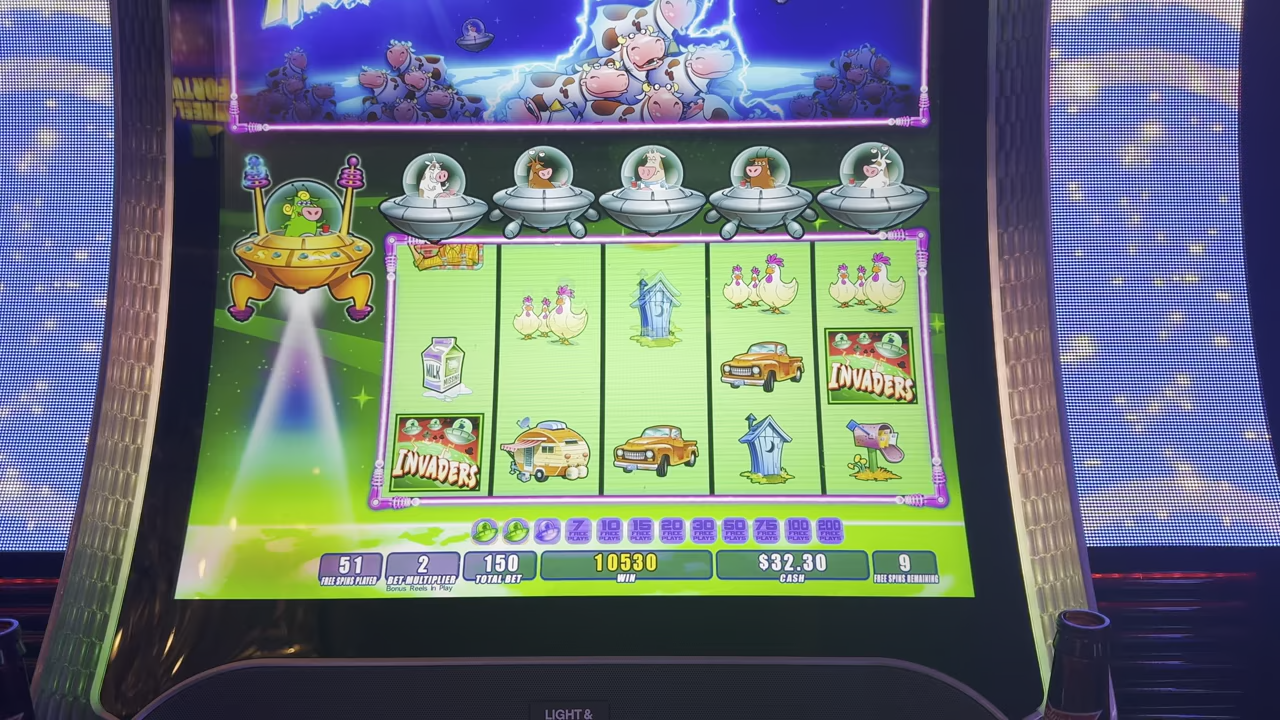 MILK
INVADERS
INVADERS
7 FREE PLAYS
10 FREE PLAYS
15 FREE PLAYS
20 FREE PLAYS
30 FREE PLAYS
50 FREE PLAYS
75 FREE PLAYS
100 FREE PLAYS
200 FREE PLAYS
51 2 150 10530 $32.30 9
FREE SPINS PLAYED BET MULTIPLIER TOTAL BET WIN CASH FREE SPINS REMAINING
Bonus Reels In Play
LIGHT &